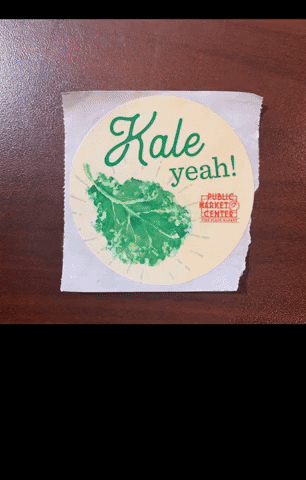 Kale
yeah!
PUBLIC
MARKET
CENTER